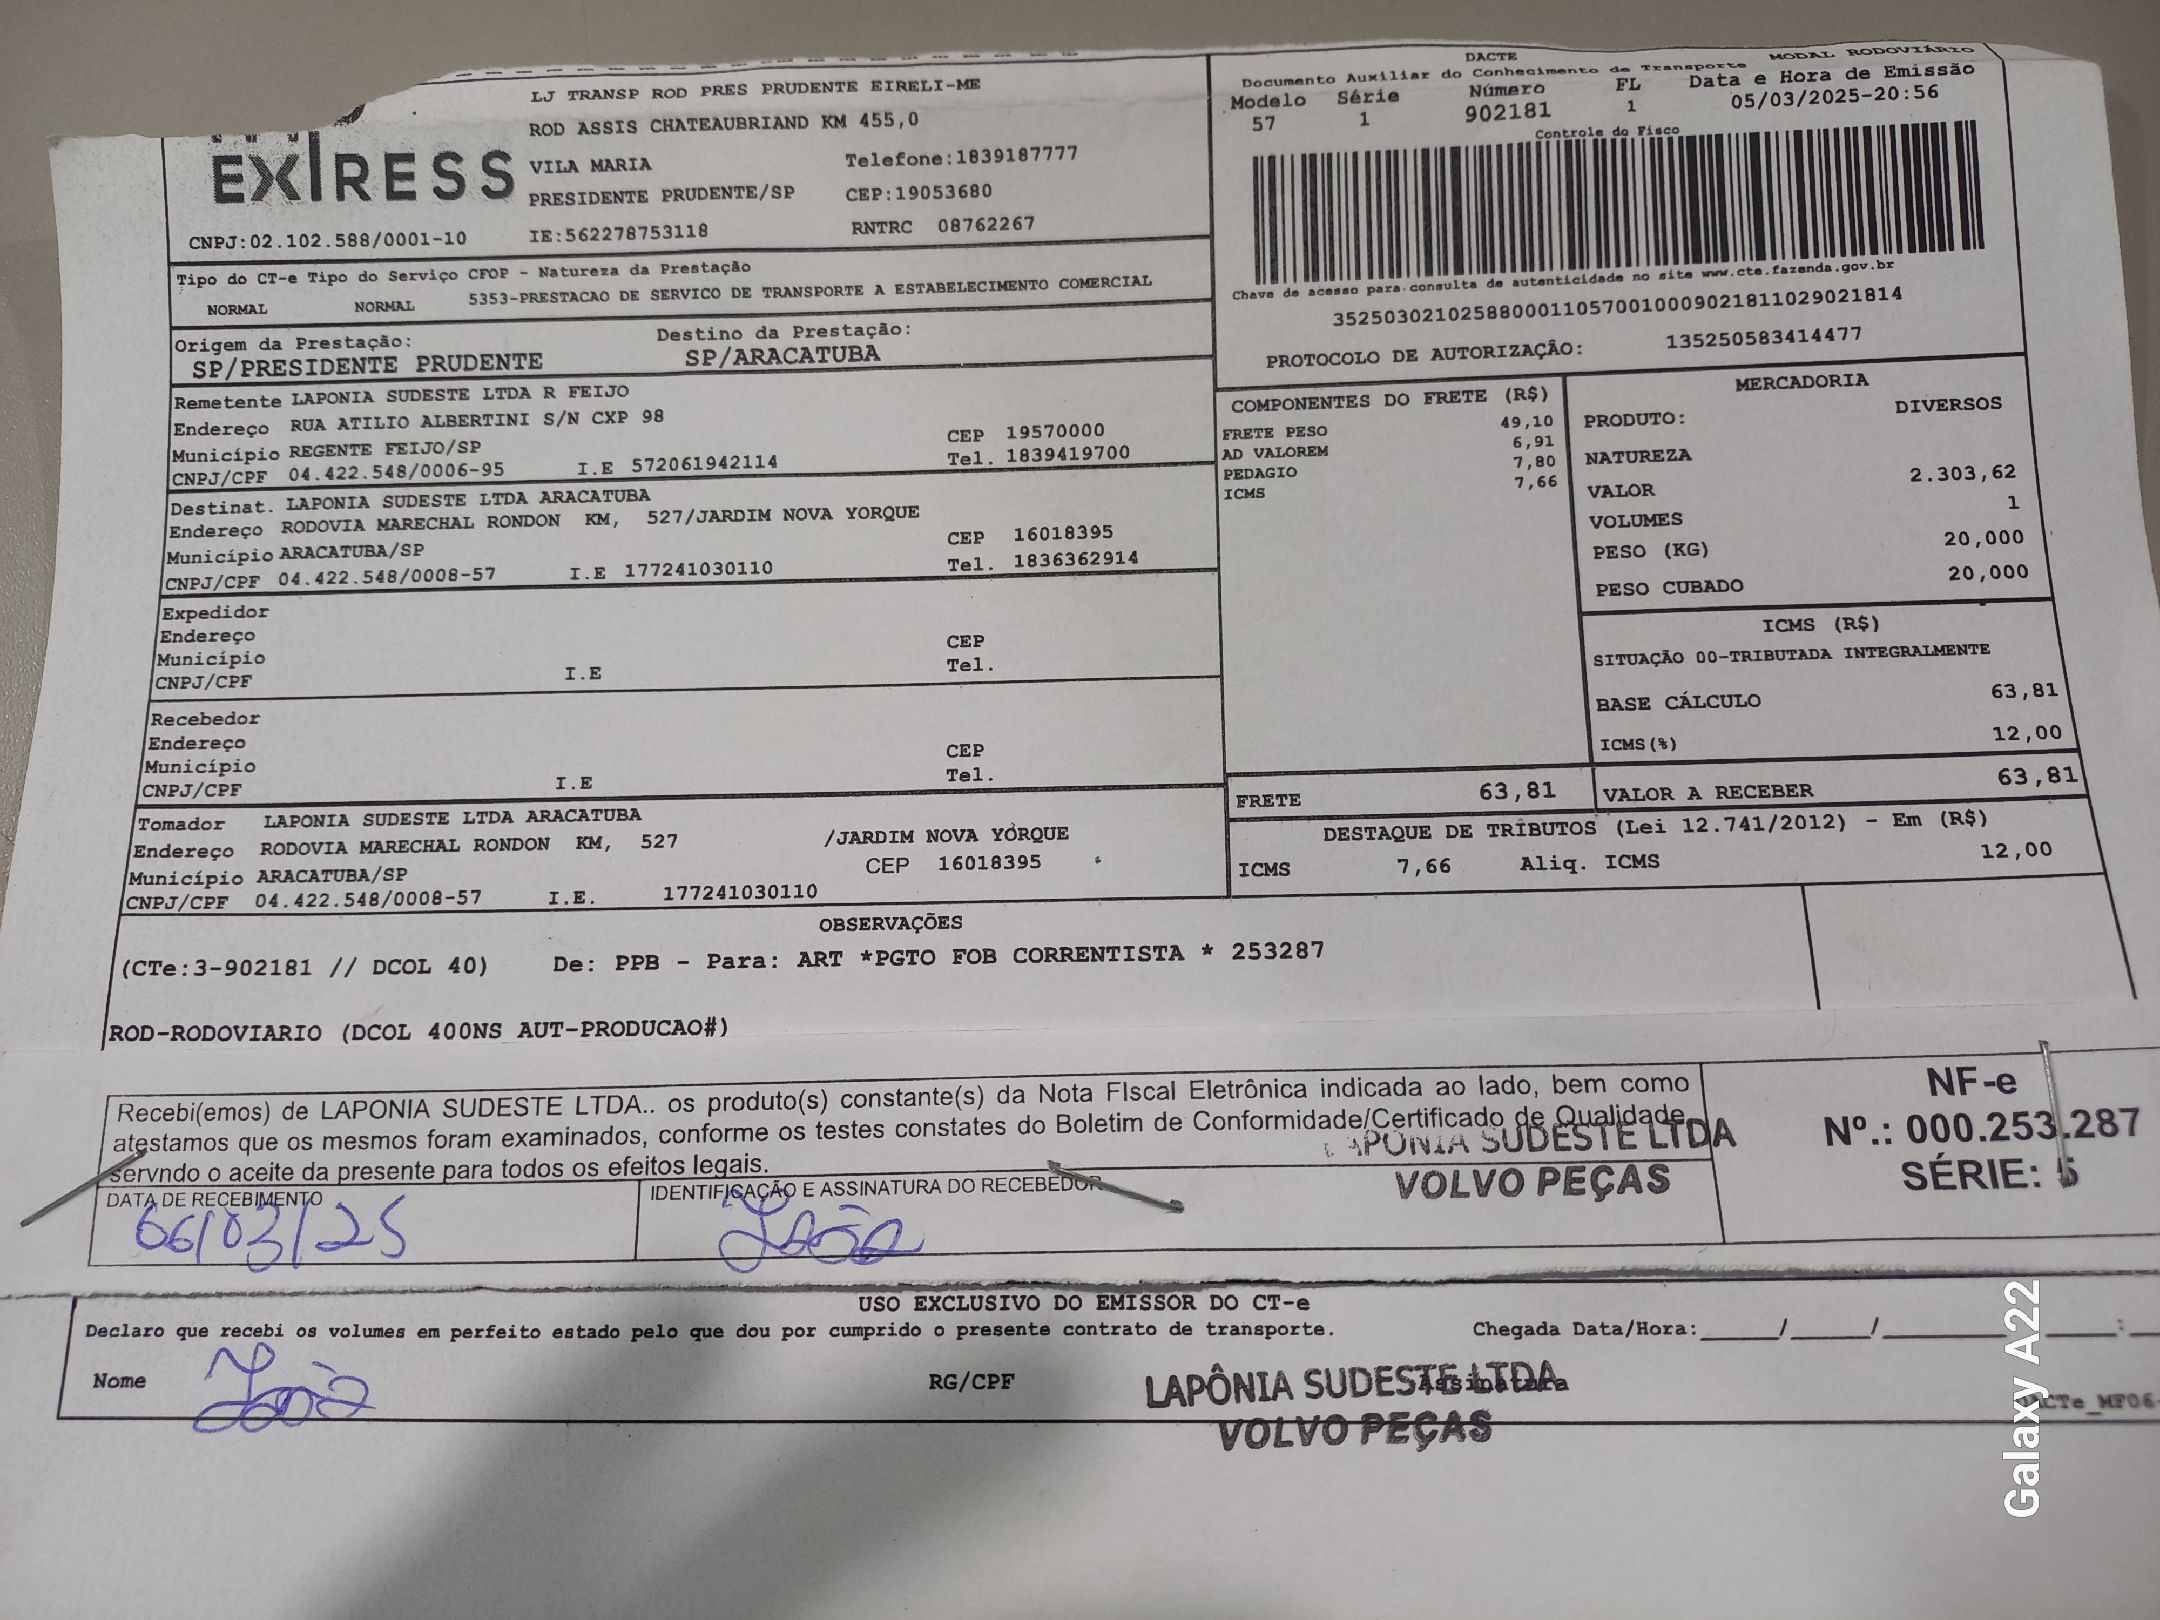 DACTE MODAL RODOVIÁRIO
Documento Auxiliar do Conhecimento de Transporte
Modelo Série Número FL Data e Hora de Emissão
57 1 902181 1 05/03/2025-20:56
Controle do Fisco
EXPRESS
LJ TRANSP ROD PRES PRUDENTE EIRELI-ME
ROD ASSIS CHATEAUBRIAND KM 455,0
VILA MARIA Telefone:1839187777
PRESIDENTE PRUDENTE/SP CEP:19053680
CNPJ:02.102.588/0001-10 IE:562278753118 RNTRC 08762267
Chave de acesso para consulta de autenticidade no site www.cte.fazenda.gov.br
35250302102588000110570010009021811029021814
PROTOCOLO DE AUTORIZAÇÃO: 135250583414477
Tipo do CT-e Tipo do Serviço CFOP - Natureza da Prestação
NORMAL NORMAL 5353-PRESTACAO DE SERVICO DE TRANSPORTE A ESTABELECIMENTO COMERCIAL
Origem da Prestação: Destino da Prestação:
SP/PRESIDENTE PRUDENTE SP/ARACATUBA
Remetente LAPONIA SUDESTE LTDA R FEIJO
Endereço RUA ATILIO ALBERTINI S/N CXP 98
Município REGENTE FEIJO/SP CEP 19570000
CNPJ/CPF 04.422.548/0006-95 I.E 572061942114 Tel. 1839419700
Destinat. LAPONIA SUDESTE LTDA ARACATUBA
Endereço RODOVIA MARECHAL RONDON KM, 527/JARDIM NOVA YORQUE
Município ARACATUBA/SP CEP 16018395
CNPJ/CPF 04.422.548/0008-57 I.E 177241030110 Tel. 1836362914
Expedidor
Endereço
Município CEP
CNPJ/CPF I.E Tel.
Recebedor
Endereço
Município CEP
CNPJ/CPF I.E Tel.
Tomador LAPONIA SUDESTE LTDA ARACATUBA
Endereço RODOVIA MARECHAL RONDON KM, 527 /JARDIM NOVA YORQUE
Município ARACATUBA/SP CEP 16018395
CNPJ/CPF 04.422.548/0008-57 I.E. 177241030110
COMPONENTES DO FRETE (R$)
FRETE PESO 49,10
AD VALOREM 6,91
PEDAGIO 7,80
ICMS 7,66
MERCADORIA
PRODUTO: DIVERSOS
NATUREZA
VALOR 2.303,62
VOLUMES 1
PESO (KG) 20,000
PESO CUBADO 20,000
ICMS (R$)
SITUAÇÃO 00-TRIBUTADA INTEGRALMENTE
BASE CÁLCULO 63,81
ICMS(%) 12,00
FRETE 63,81 VALOR A RECEBER 63,81
DESTAQUE DE TRIBUTOS (Lei 12.741/2012) - Em (R$)
ICMS 7,66 Aliq. ICMS 12,00
OBSERVAÇÕES
(CTe:3-902181 // DCOL 40) De: PPB - Para: ART *PGTO FOB CORRENTISTA * 253287
ROD-RODOVIARIO (DCOL 400NS AUT-PRODUCAO#)
Recebi(emos) de LAPONIA SUDESTE LTDA.. os produto(s) constante(s) da Nota FIscal Eletrônica indicada ao lado, bem como
atestamos que os mesmos foram examinados, conforme os testes constates do Boletim de Conformidade/Certificado de Qualidade
servndo o aceite da presente para todos os efeitos legais.
LAPÔNIA SUDESTE LTDA
VOLVO PEÇAS
NF-e
Nº.: 000.253.287
SÉRIE: 5
DATA DE RECEBIMENTO IDENTIFICAÇÃO E ASSINATURA DO RECEBEDOR
06/03/25 João
USO EXCLUSIVO DO EMISSOR DO CT-e
Declaro que recebi os volumes em perfeito estado pelo que dou por cumprido o presente contrato de transporte. Chegada Data/Hora:_____/_____/_________ _____:__
Nome João RG/CPF Assinatura
LAPÔNIA SUDESTE LTDA
VOLVO PEÇAS
Galaxy A22